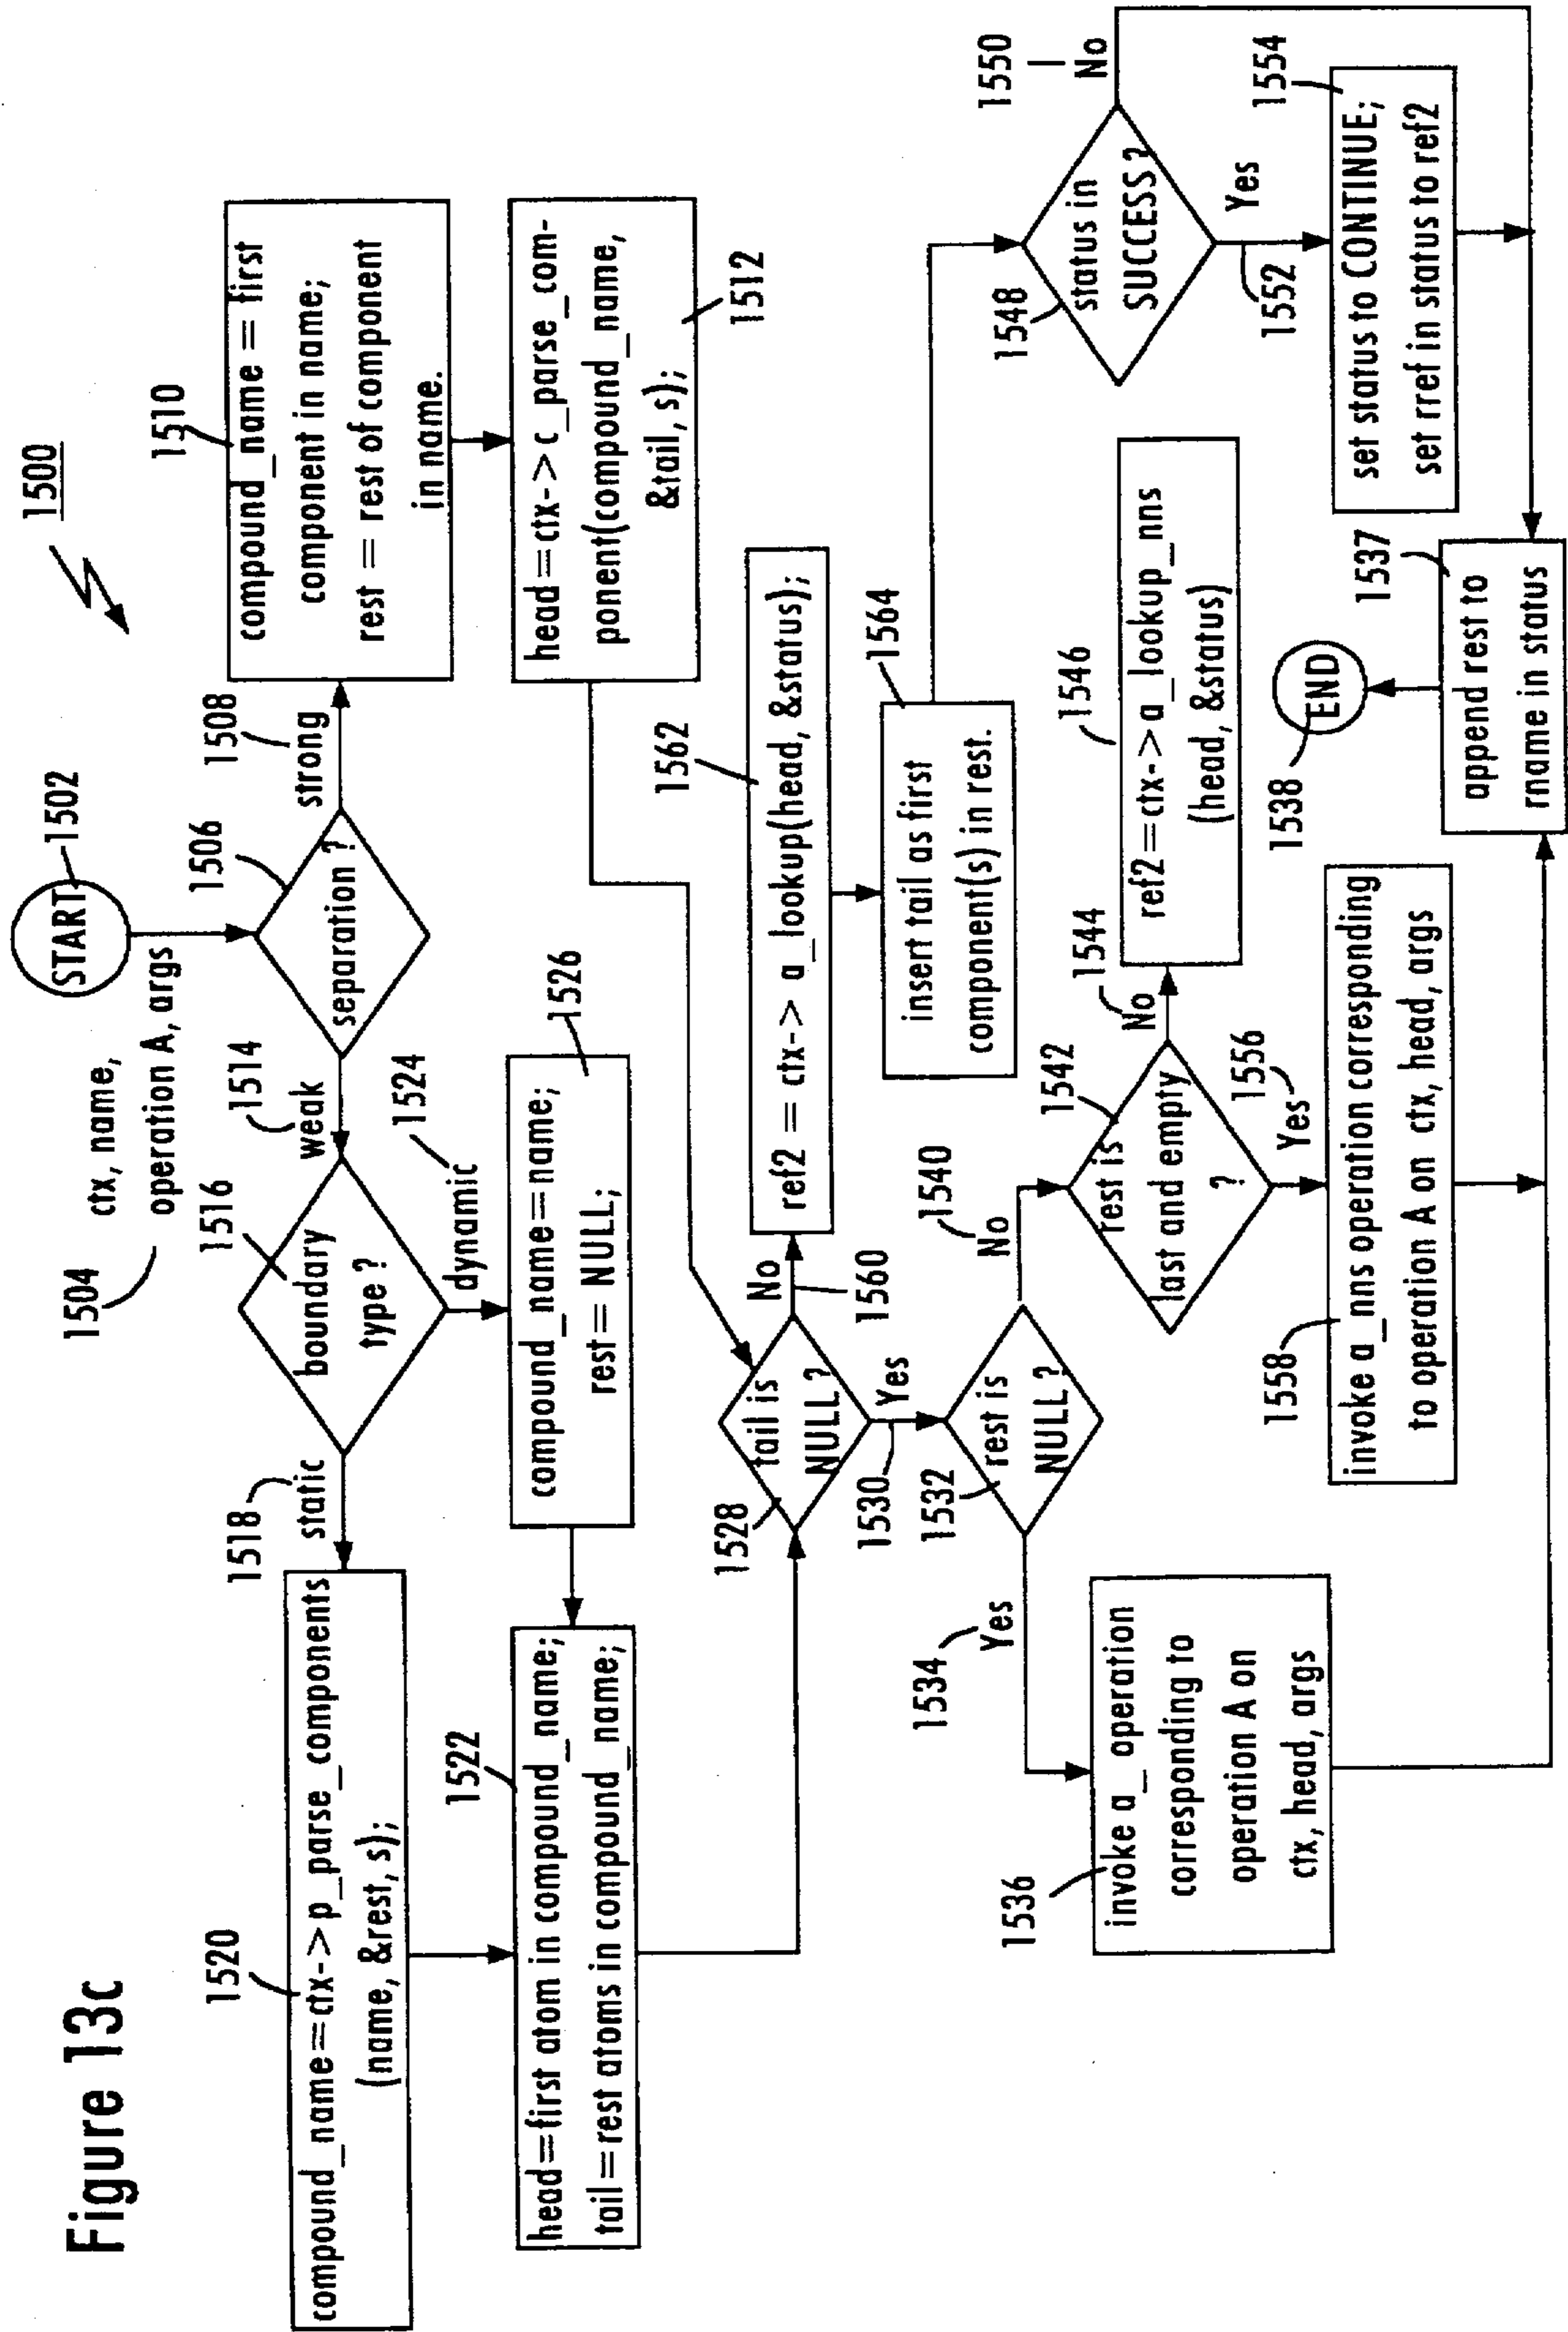 Figure 13c
1500
START
1502
ctx, name,
operation A, args
1504
1506
separation ?
1508
strong
1510
compound_name = first
component in name;
rest = rest of component
in name.
head=ctx-> c_parse_com-
ponent(compound_name,
&tail, s);
1512
1514
weak
1516
boundary
type ?
1518
static
1520
compound_name=ctx->p_parse_components
(name, &rest, s);
1524
dynamic
1526
compound_name=name;
rest= NULL;
1522
head=first atom in compound_name;
tail=rest atoms in compound_name;
1528
tail is
NULL ?
No
1560
1562
ref2 = ctx-> a_lookup(head, &status);
1564
insert tail as first
component(s) in rest.
1530
Yes
1532
rest is
NULL ?
1534
Yes
1536
invoke a_operation
corresponding to
operation A on
ctx, head, args
1540
No
1542
rest is
last and empty
?
1544
No
1546
ref2=ctx->a_lookup_nns
(head, &status)
1556
Yes
1558
invoke a_nns operation corresponding
to operation A on ctx, head, args
1548
status in
SUCCESS ?
1550
No
1552
Yes
1554
set status to CONTINUE;
set rref in status to ref2
1537
append rest to
rname in status
1538
END